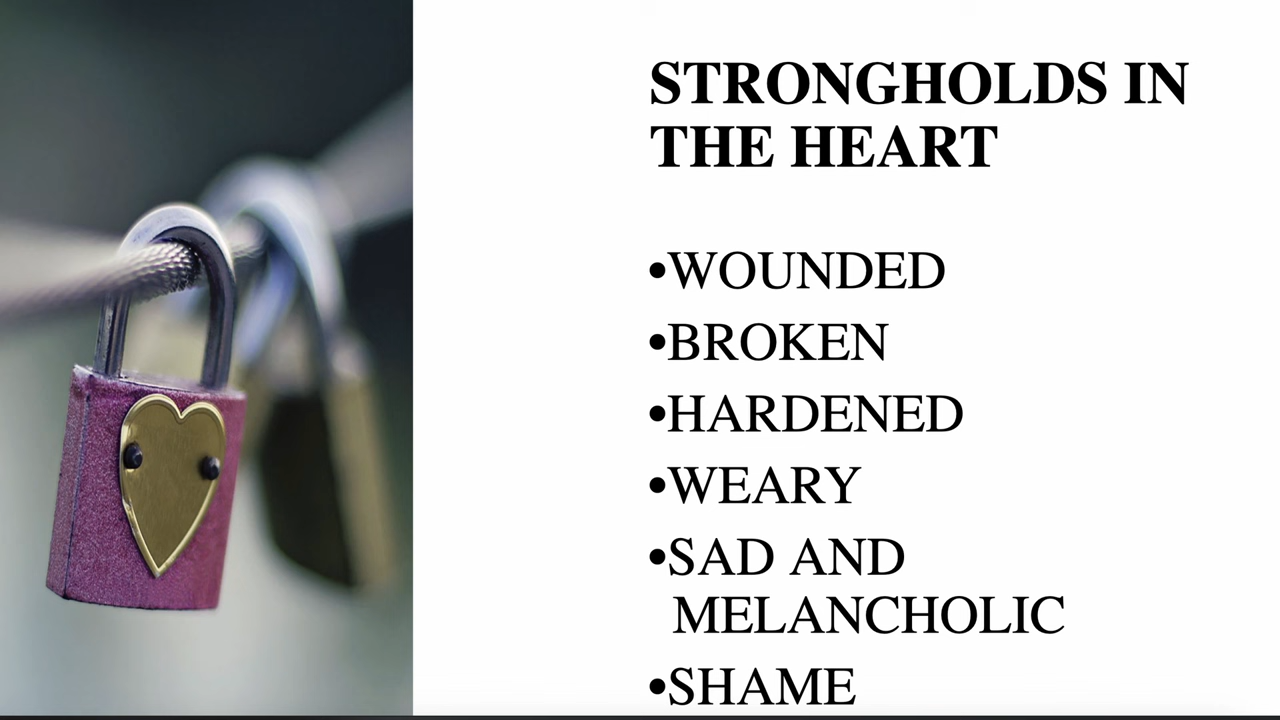 STRONGHOLDS IN
THE HEART
•WOUNDED
•BROKEN
•HARDENED
•WEARY
•SAD AND
MELANCHOLIC
•SHAME